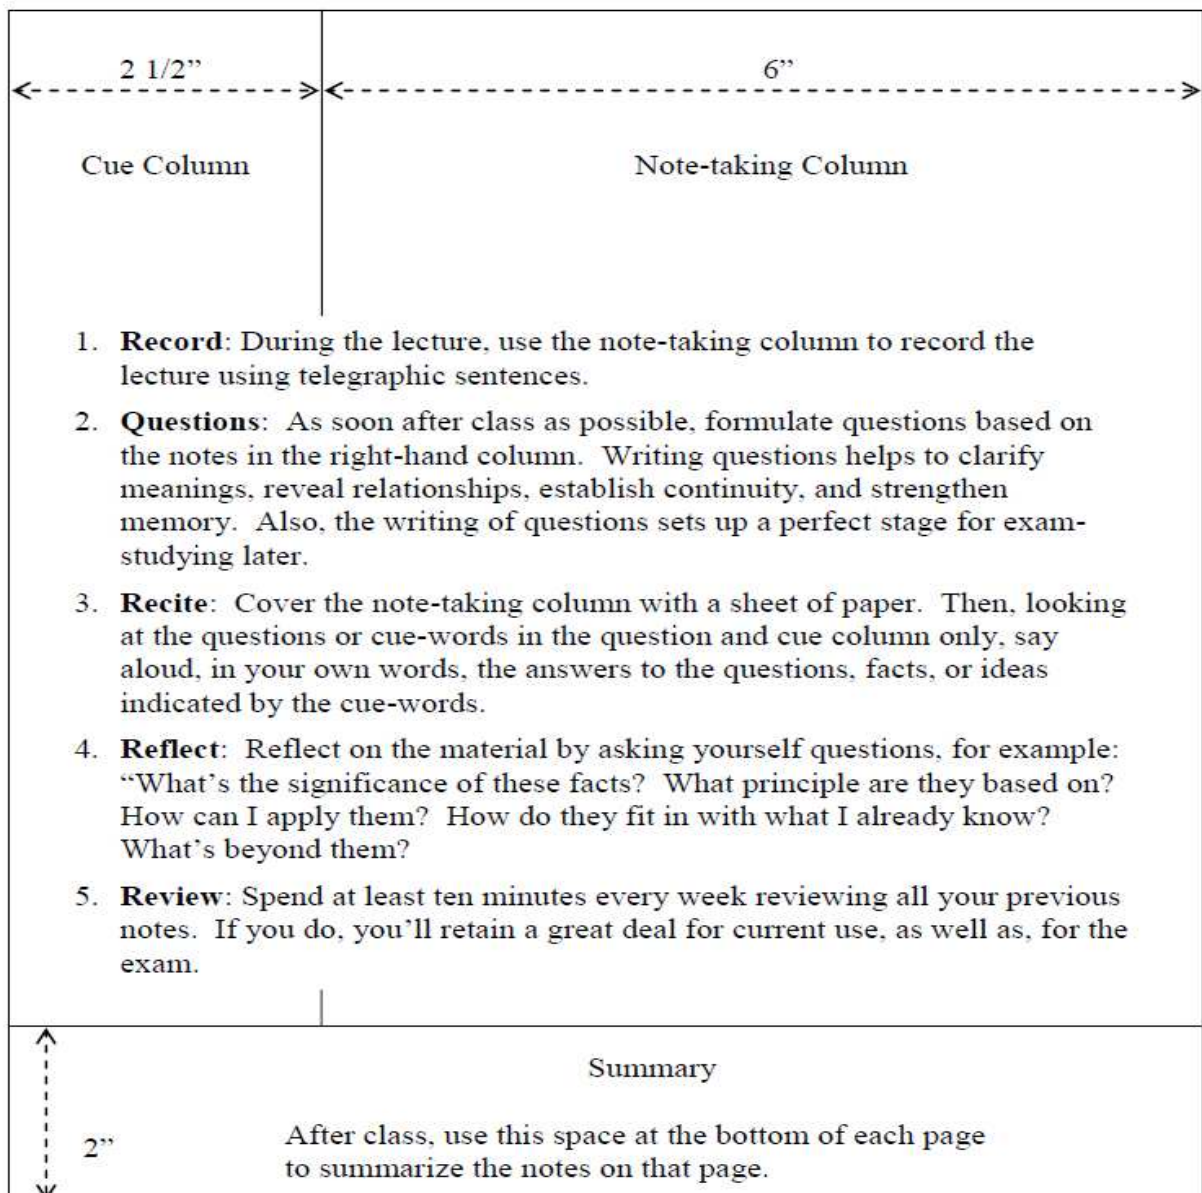 2 1/2”
6”
Cue Column
Note-taking Column
1. Record: During the lecture, use the note-taking column to record the
lecture using telegraphic sentences.
2. Questions: As soon after class as possible, formulate questions based on
the notes in the right-hand column. Writing questions helps to clarify
meanings, reveal relationships, establish continuity, and strengthen
memory. Also, the writing of questions sets up a perfect stage for exam-
studying later.
3. Recite: Cover the note-taking column with a sheet of paper. Then, looking
at the questions or cue-words in the question and cue column only, say
aloud, in your own words, the answers to the questions, facts, or ideas
indicated by the cue-words.
4. Reflect: Reflect on the material by asking yourself questions, for example:
“What’s the significance of these facts? What principle are they based on?
How can I apply them? How do they fit in with what I already know?
What’s beyond them?
5. Review: Spend at least ten minutes every week reviewing all your previous
notes. If you do, you’ll retain a great deal for current use, as well as, for the
exam.
Summary
2”
After class, use this space at the bottom of each page
to summarize the notes on that page.